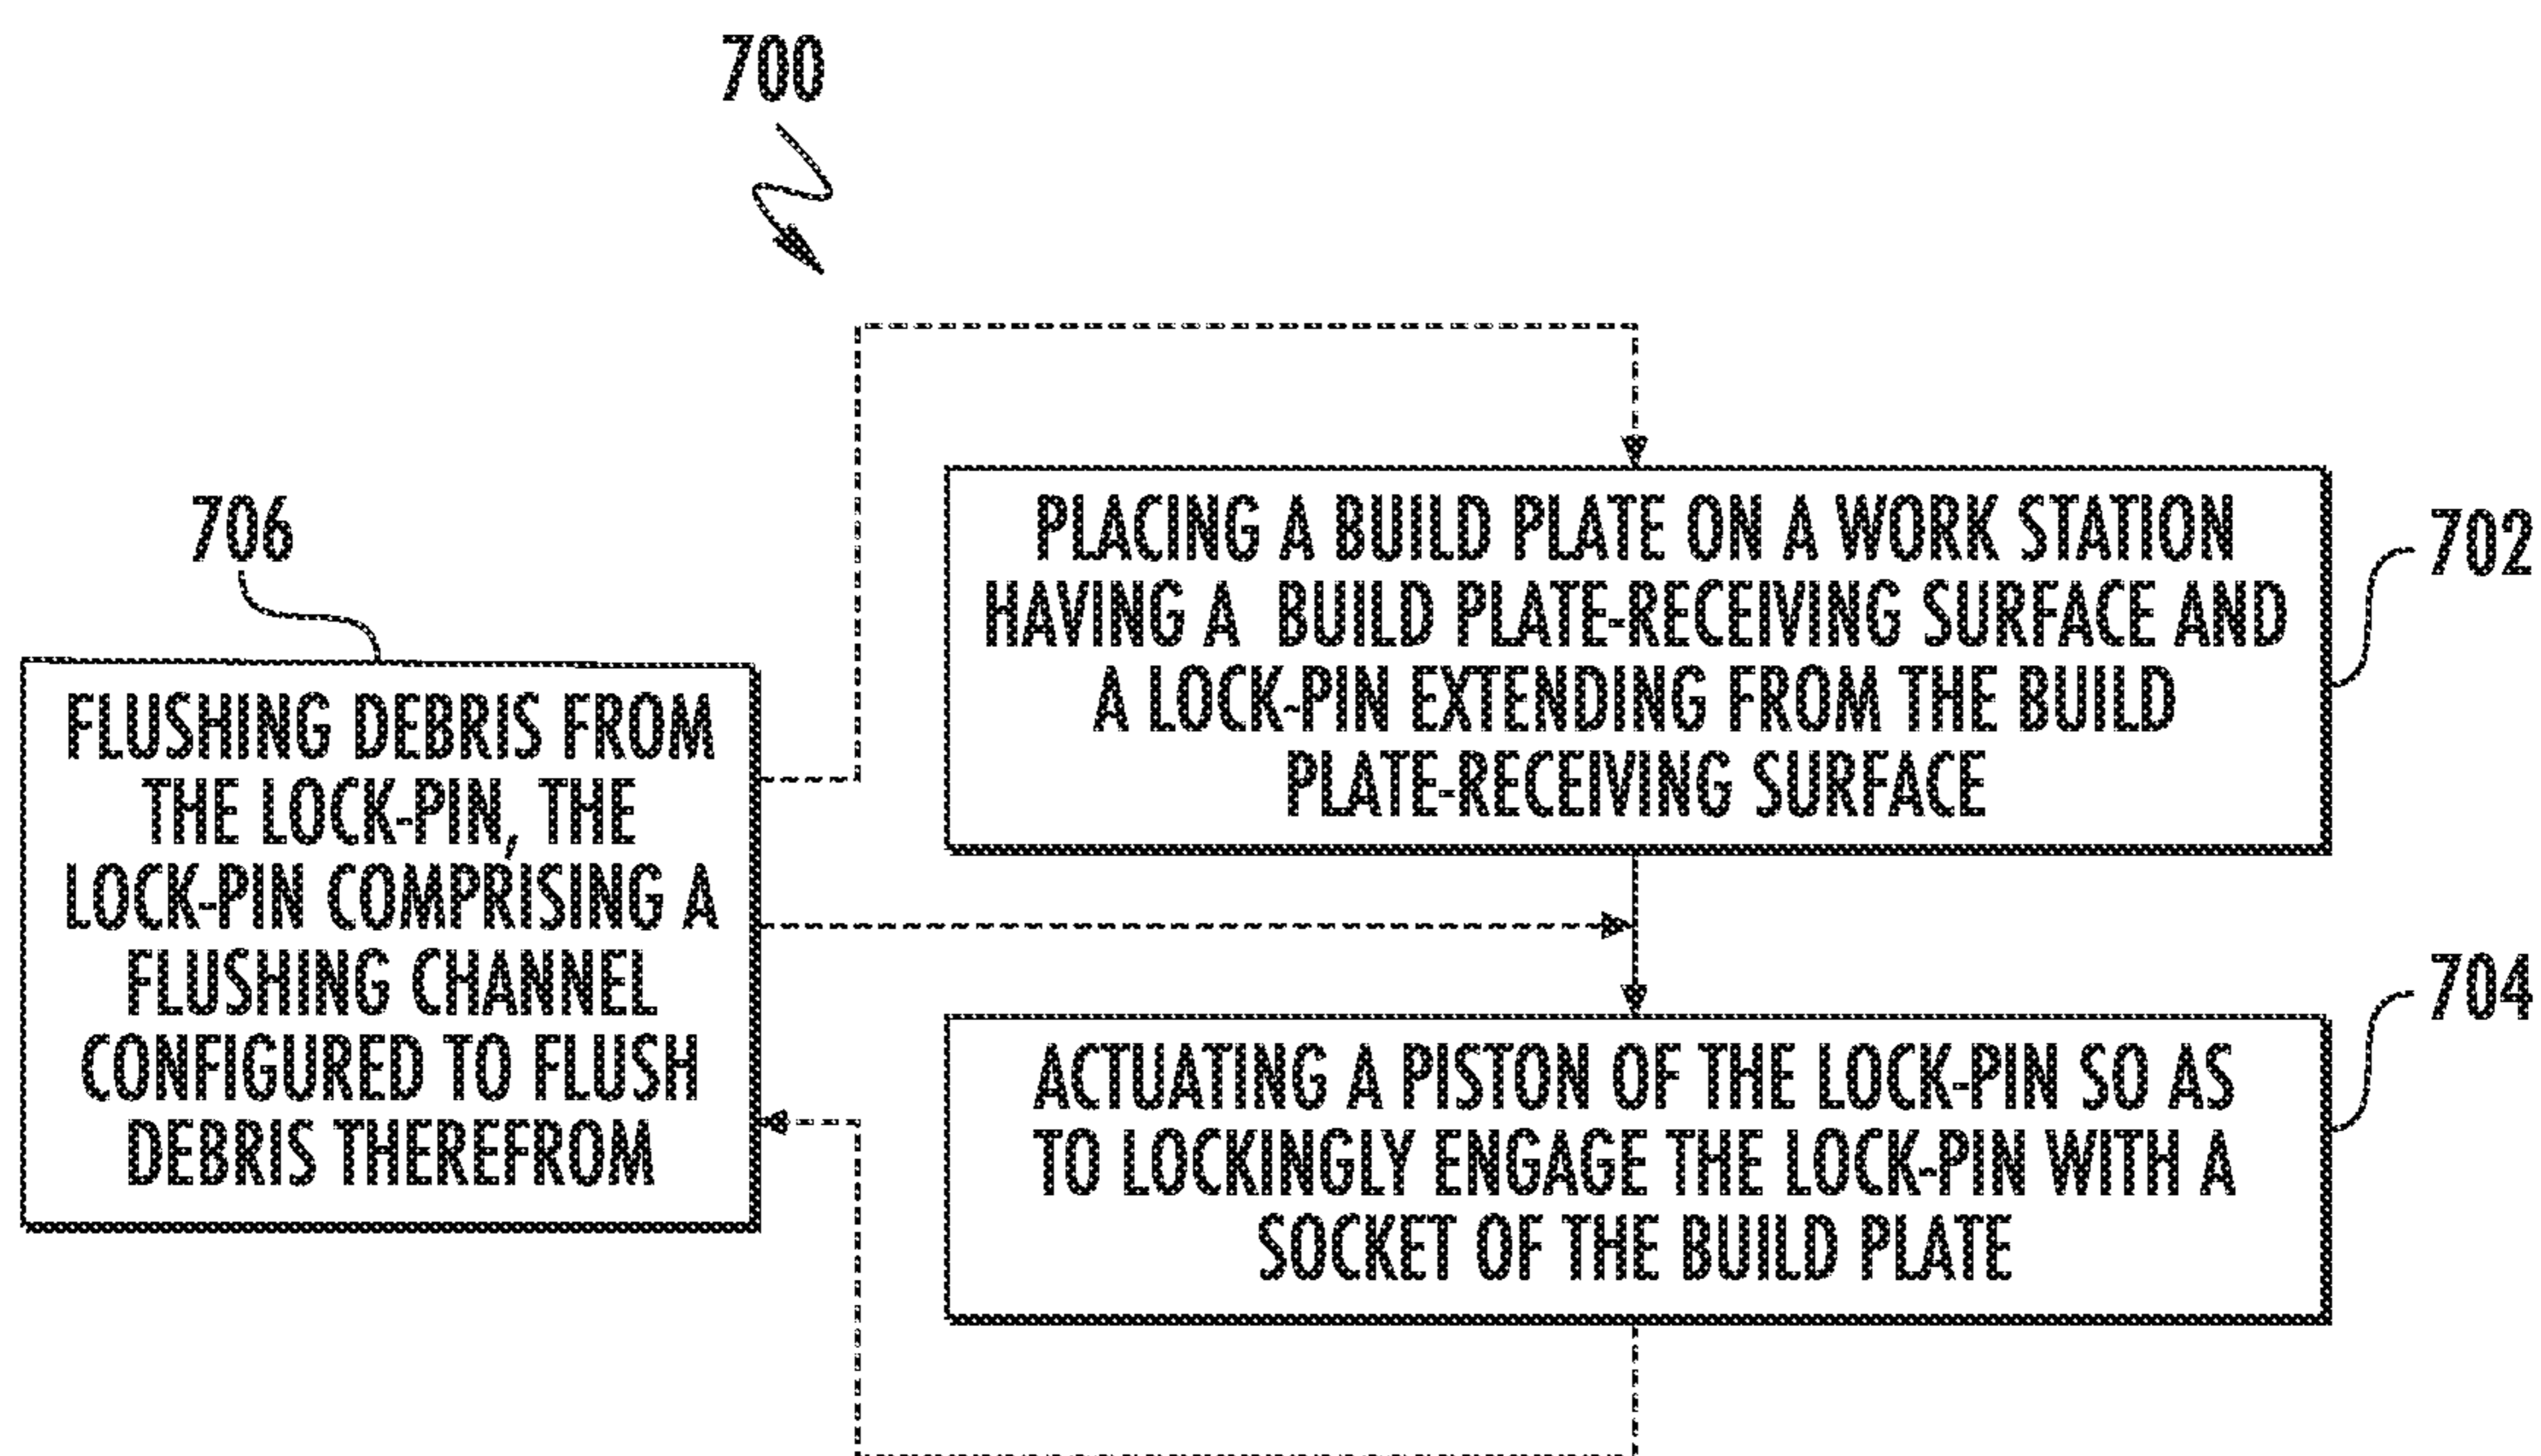 700
706
FLUSHING DEBRIS FROM
THE LOCK-PIN, THE
LOCK-PIN COMPRISING A
FLUSHING CHANNEL
CONFIGURED TO FLUSH
DEBRIS THEREFROM
PLACING A BUILD PLATE ON A WORK STATION
HAVING A BUILD PLATE-RECEIVING SURFACE AND
A LOCK-PIN EXTENDING FROM THE BUILD
PLATE-RECEIVING SURFACE
702
ACTUATING A PISTON OF THE LOCK-PIN SO AS
TO LOCKINGLY ENGAGE THE LOCK-PIN WITH A
SOCKET OF THE BUILD PLATE
704